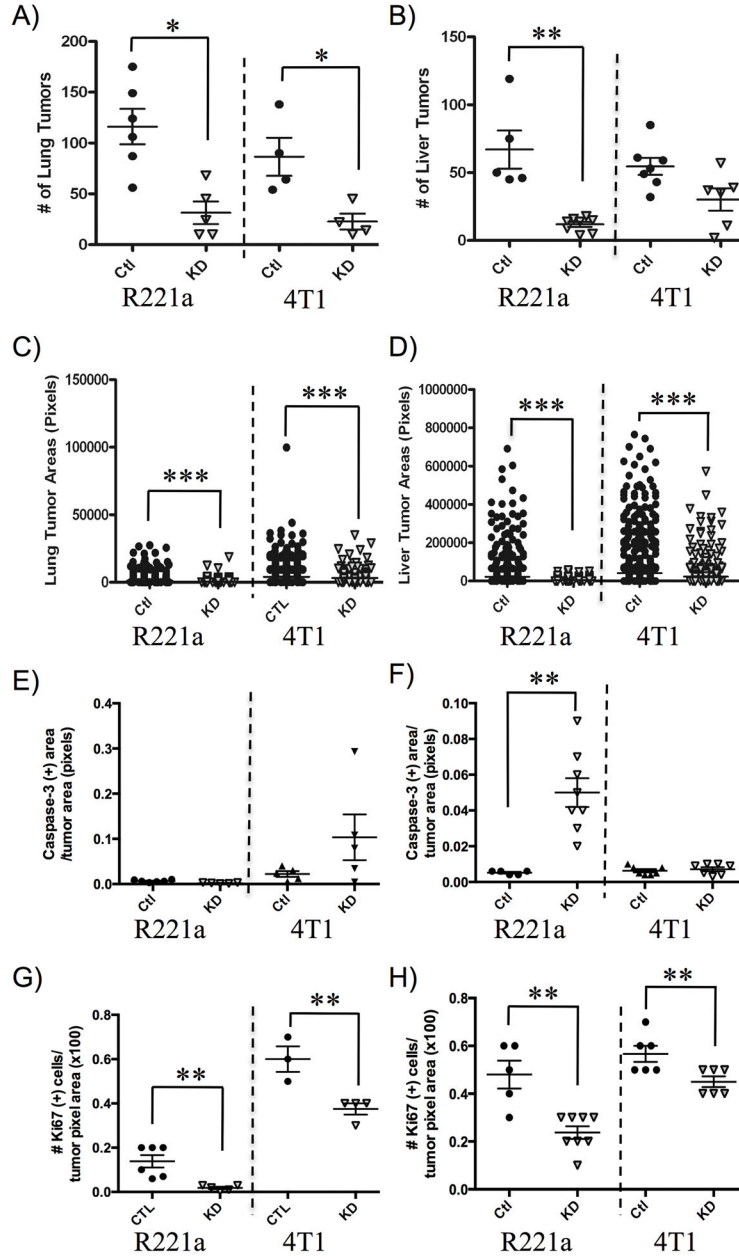 A)
# of Lung Tumors
200
150
100
50
0
*
*
Ctl KD Ctl KD
R221a 4T1
B)
# of Liver Tumors
150
100
50
0
**
Ctl KD Ctl KD
R221a 4T1
C)
Lung Tumor Areas (Pixels)
150000
100000
50000
0
***
***
Ctl KD CTL KD
R221a 4T1
D)
Liver Tumor Areas (Pixels)
1000000
800000
600000
400000
200000
0
***
***
Ctl KD Ctl KD
R221a 4T1
E)
Caspase-3 (+) area
/tumor area (pixels)
0.4
0.3
0.2
0.1
0.0
Ctl KD Ctl KD
R221a 4T1
F)
Caspase-3 (+) area/
tumor area (pixels)
0.10
0.08
0.06
0.04
0.02
0.00
**
Ctl KD Ctl KD
R221a 4T1
G)
# Ki67 (+) cells/
tumor pixel area (x100)
0.8
0.6
0.4
0.2
0.0
**
**
CTL KD CTL KD
R221a 4T1
H)
# Ki67 (+) cells/
tumor pixel area (x100)
0.8
0.6
0.4
0.2
0.0
**
**
Ctl KD Ctl KD
R221a 4T1